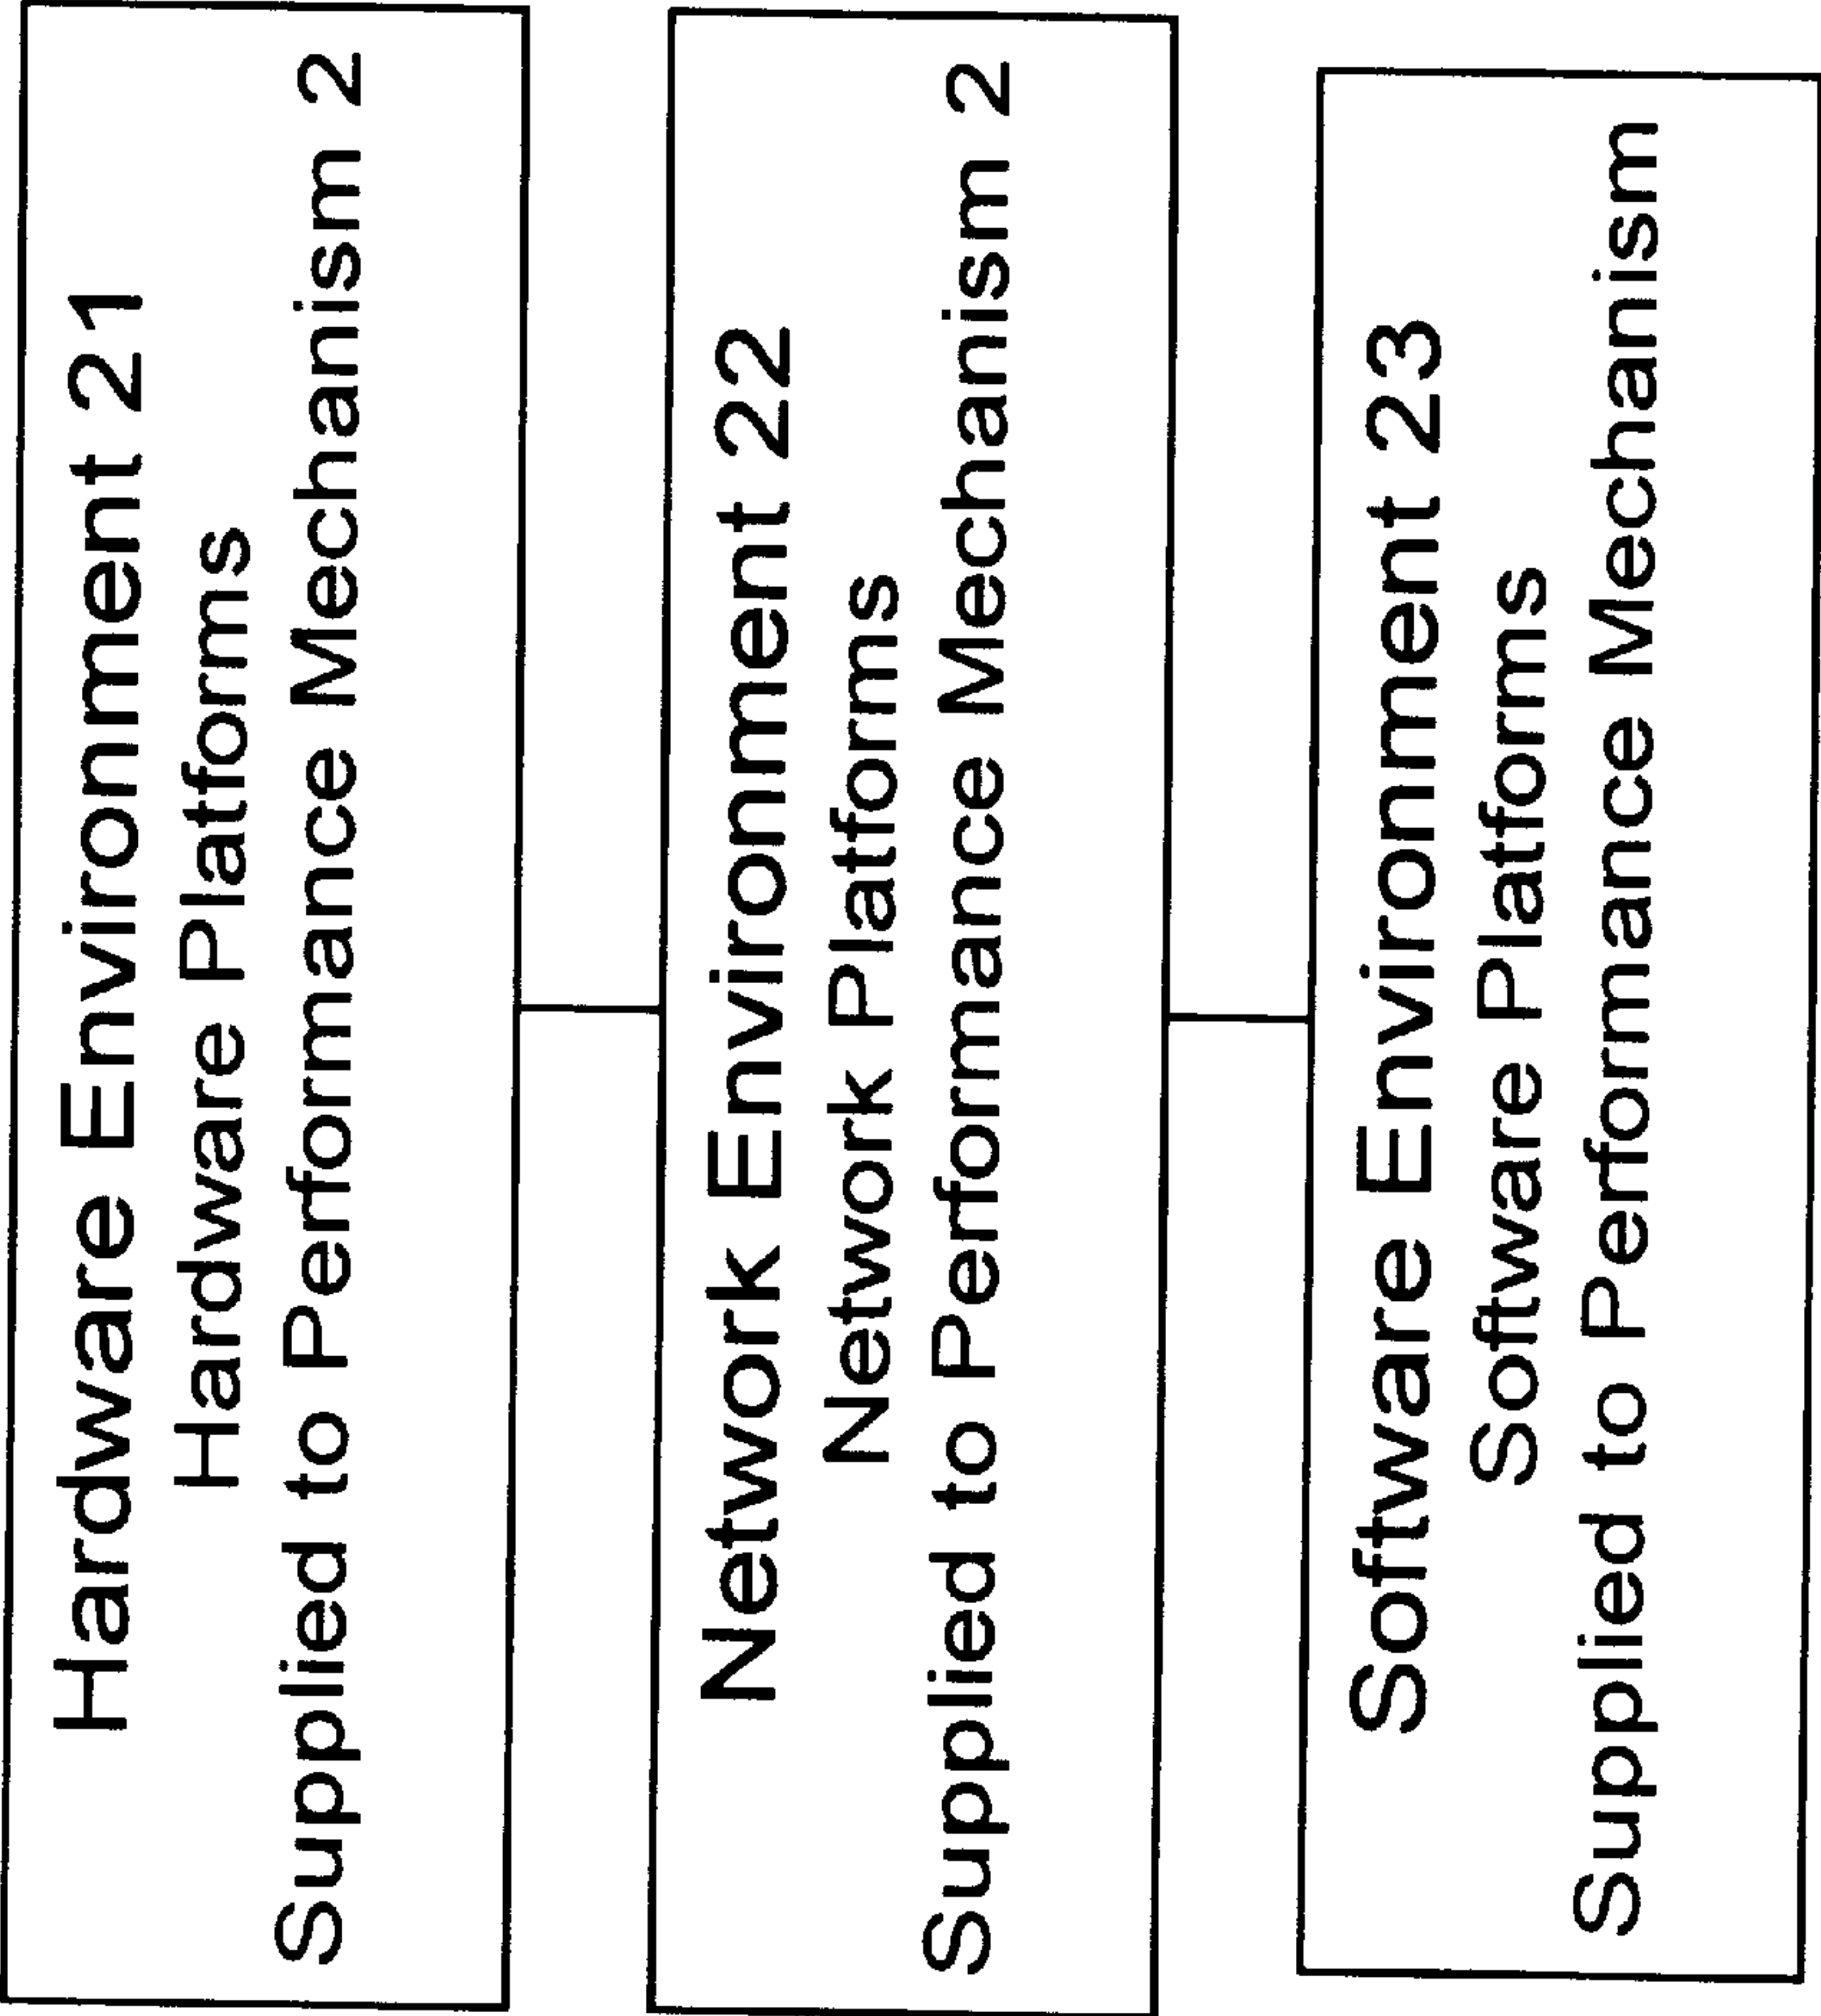 Hardware Environment 21
Hardware Platforms
Supplied to Performance Mechanism 2
Network Environment 22
Network Platforms
Supplied to Performance Mechanism 2
Software Environment 23
Software Platforms
Supplied to Performance Mechanism